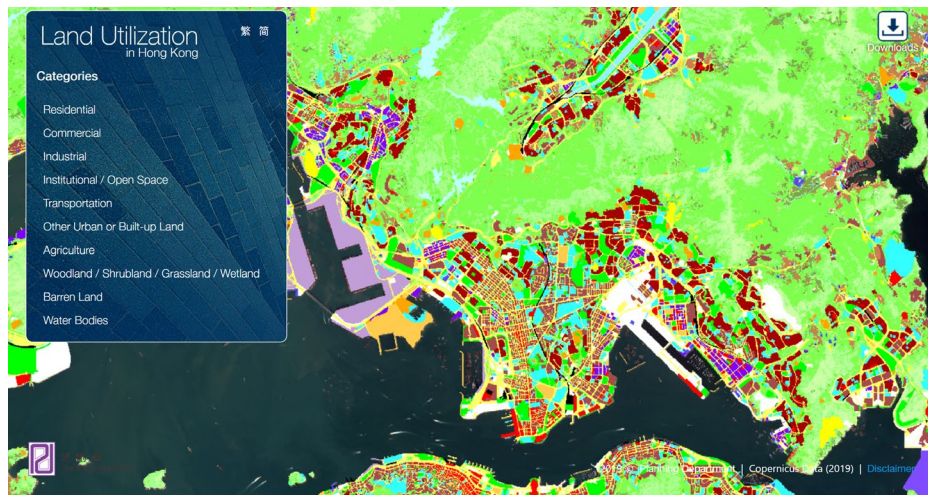 Land Utilization
in Hong Kong
繁 简
Categories
Residential
Commercial
Industrial
Institutional / Open Space
Transportation
Other Urban or Built-up Land
Agriculture
Woodland / Shrubland / Grassland / Wetland
Barren Land
Water Bodies
Downloads
2019 © Planning Department | Copernicus Data (2019) | Disclaimer